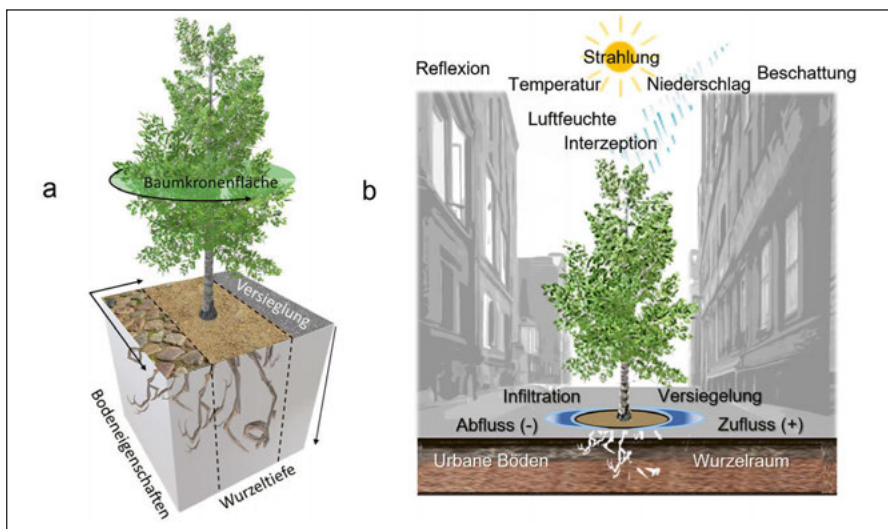 a
Baumkronenfläche
Versieglung
Bodeneigenschaften
Wurzeltiefe
b
Strahlung
Reflexion
Temperatur
Niederschlag
Beschattung
Luftfeuchte
Interzeption
Infiltration
Versiegelung
Abfluss (-)
Zufluss (+)
Urbane Böden
Wurzelraum